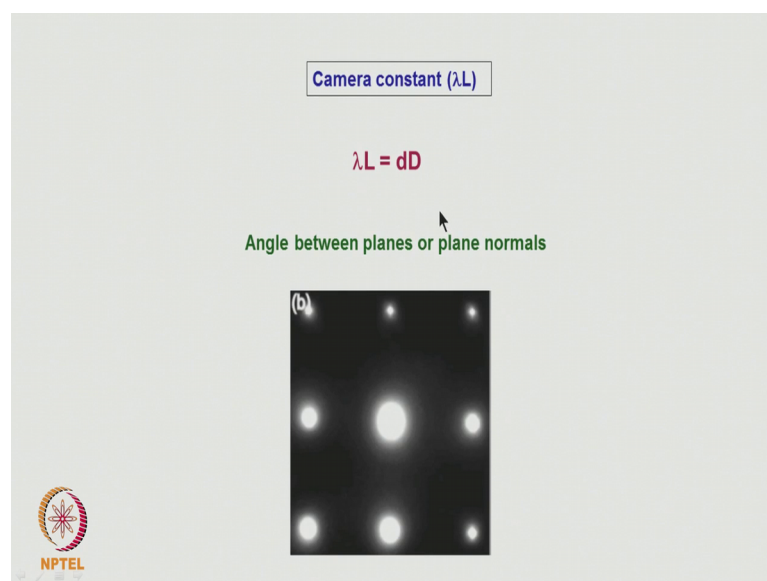 Camera constant (λL)
λL = dD
Angle between planes or plane normals
(b)
NPTEL